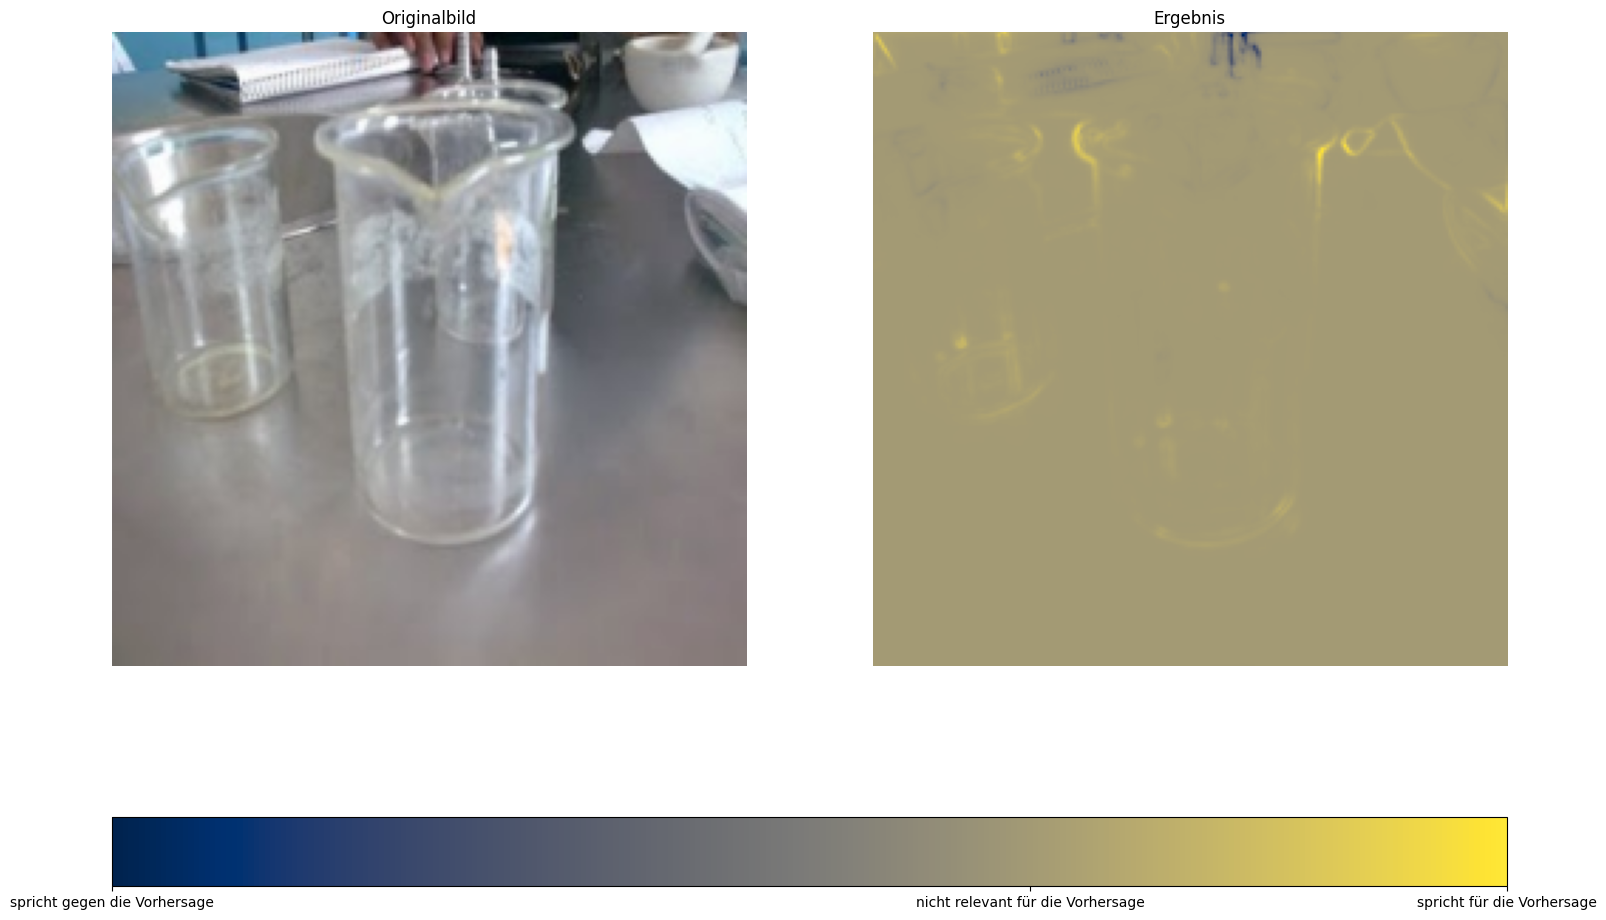 Originalbild
Ergebnis
spricht gegen die Vorhersage
nicht relevant für die Vorhersage
spricht für die Vorhersage